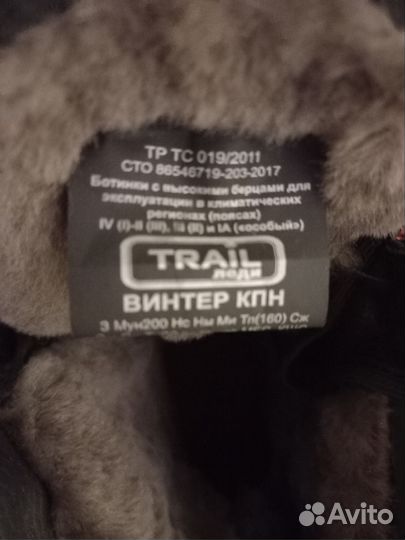 ТР ТС 019/2011
СТО 86546719-203-2017
Ботинки с высокими берцами для
эксплуатации в климатических
регионах (поясах)
IV (I)-II (III), III (II) и IA («особый»)
TRAIL
леди
ВИНТЕР КПН
З Мун200 Нс Нм Ми Тп(160) Сж
Avito